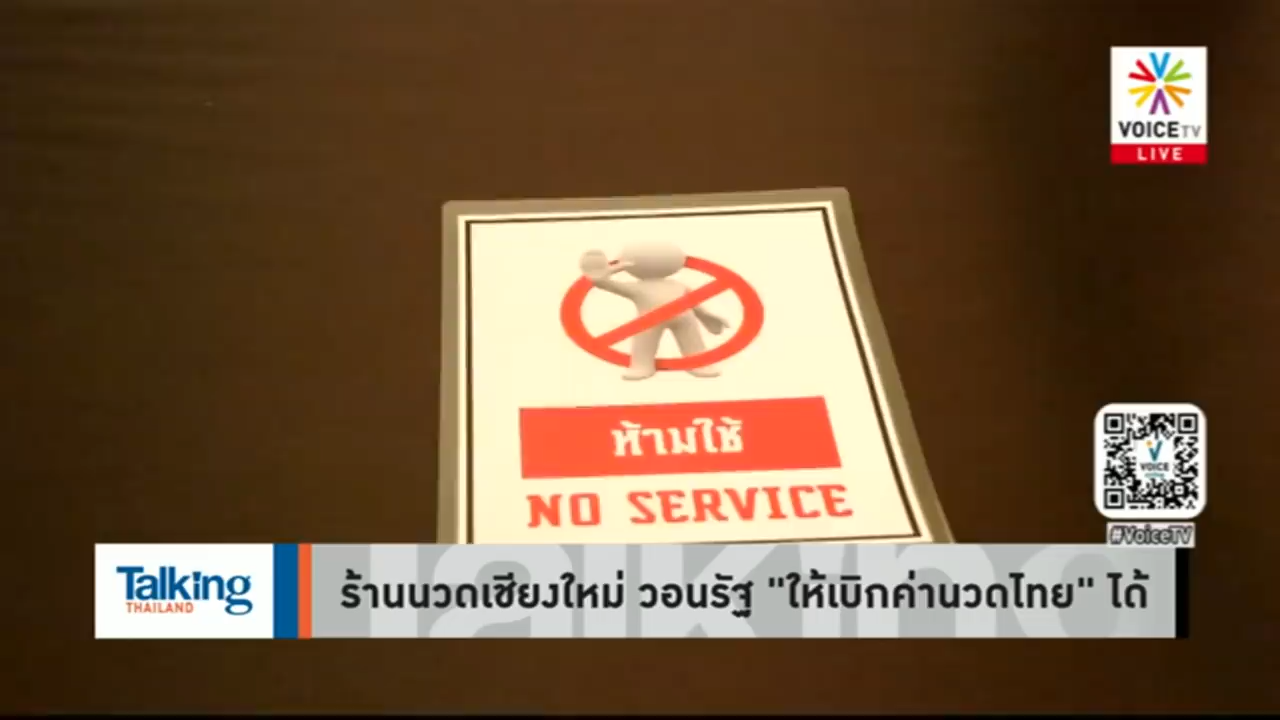 VOICE TV
LIVE
ห้ามใช้
NO SERVICE
VOICE
#VoiceTV
Talking
THAILAND
ร้านนวดเชียงใหม่ วอนรัฐ "ให้เบิกค่านวดไทย" ได้
Talking